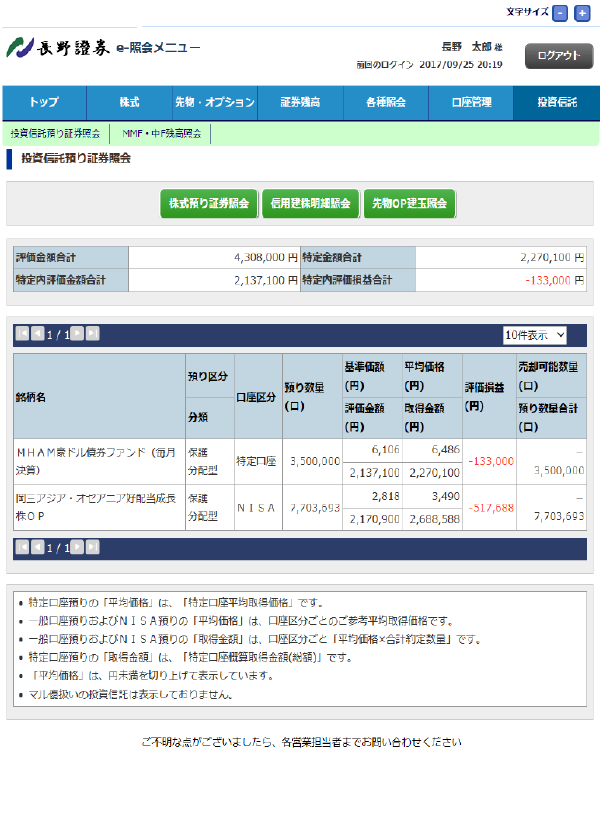 文字サイズ - +
長野證券 e-照会メニュー
長野 太郎 様
前回のログイン 2017/09/25 20:19
ログアウト
トップ 株式 先物・オプション 証券残高 各種照会 口座管理 投資信託
投資信託預り証券照会 MMF・中F残高照会
投資信託預り証券照会
株式預り証券照会 信用建株明細照会 先物OP建玉照会
評価金額合計 4,308,000 円 特定金額合計 2,270,100 円
特定内評価金額合計 2,137,100 円 特定内評価損益合計 -133,000 円
1 / 1 10件表示
銘柄名 預り区分 口座区分 預り数量(口) 基準価額(円) 平均価格(円) 評価損益(円) 売却可能数量(口)
分類 評価金額(円) 取得金額(円) 預り数量合計(口)
MHAM豪ドル債券ファンド（毎月 保護 特定口座 3,500,000 6,106 6,486 -133,000 －
決算） 分配型 2,137,100 2,270,100 3,500,000
岡三アジア・オセアニア好配当成長 保護 NISA 7,703,693 2,818 3,490 -517,688 －
株OP 分配型 2,170,900 2,688,588 7,703,693
1 / 1
• 特定口座預りの「平均価格」は、「特定口座平均取得価格」です。
• 一般口座預りおよびNISA預りの「平均価格」は、口座区分ごとのご参考平均取得価格です。
• 一般口座預りおよびNISA預りの「取得金額」は、口座区分ごと「平均価格×合計約定数量」です。
• 特定口座預りの「取得金額」は、「特定口座概算取得金額(総額)」です。
• 「平均価格」は、円未満を切り上げて表示しています。
• マル優扱いの投資信託は表示しておりません。
ご不明な点がございましたら、各営業担当者までお問い合わせください